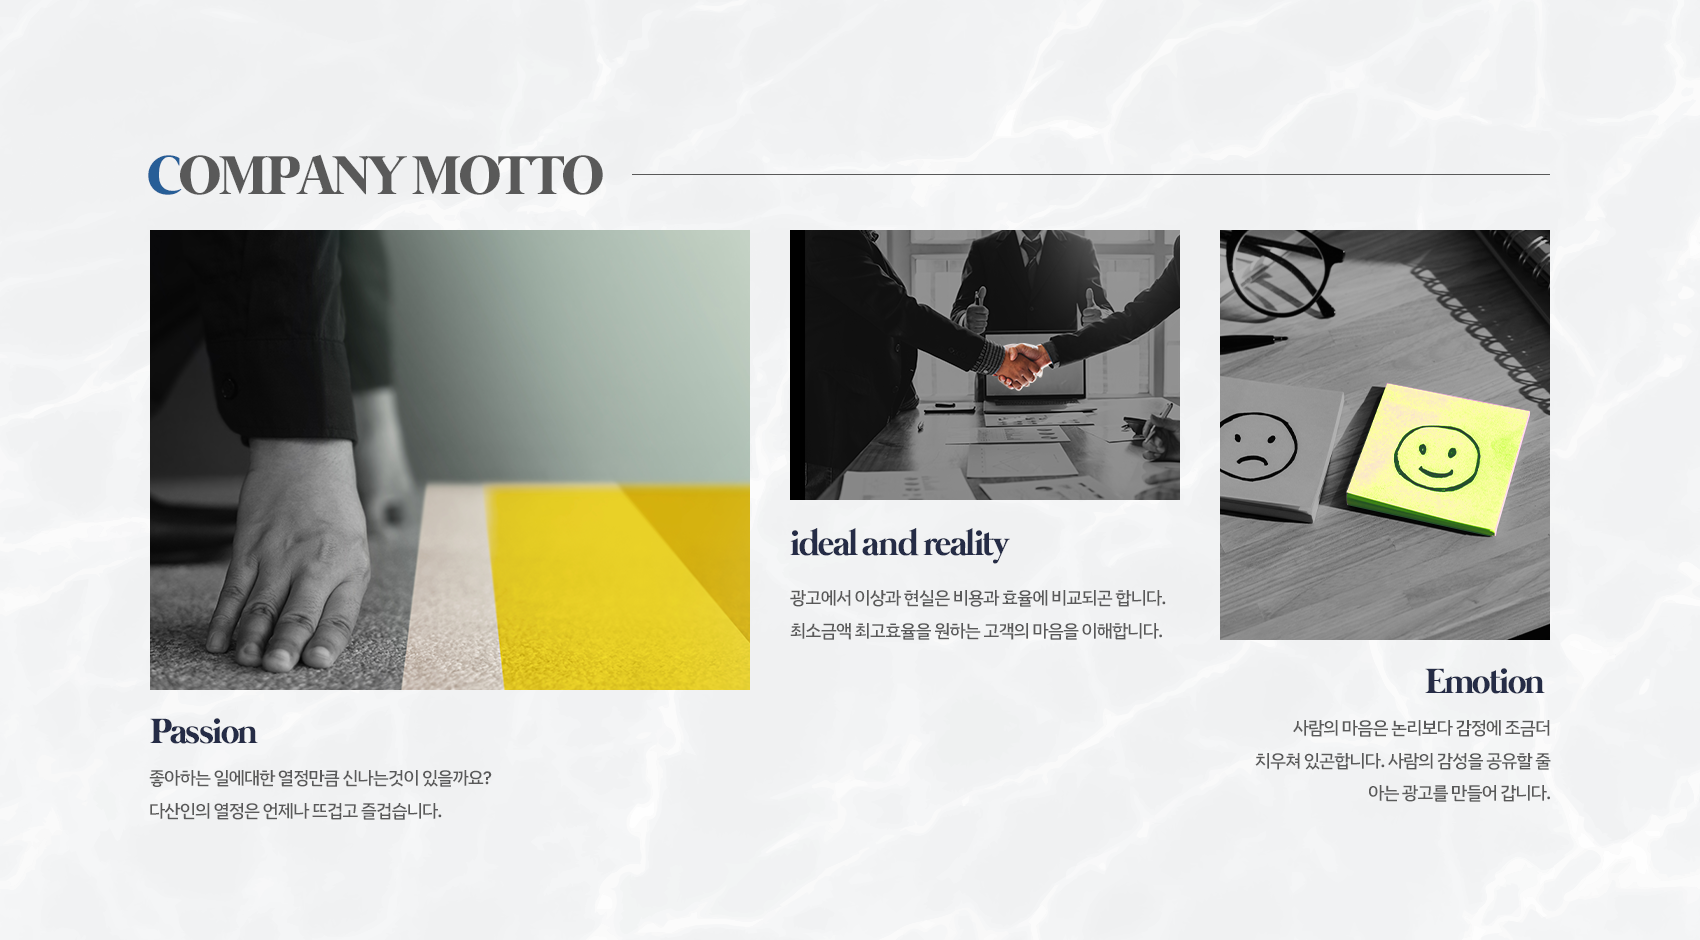 COMPANY MOTTO
Passion
좋아하는 일에대한 열정만큼 신나는것이 있을까요?
다산인의 열정은 언제나 뜨겁고 즐겁습니다.
ideal and reality
광고에서 이상과 현실은 비용과 효율에 비교되곤 합니다.
최소금액 최고효율을 원하는 고객의 마음을 이해합니다.
Emotion
사람의 마음은 논리보다 감정에 조금더
치우쳐 있곤합니다. 사람의 감성을 공유할 줄
아는 광고를 만들어 갑니다.